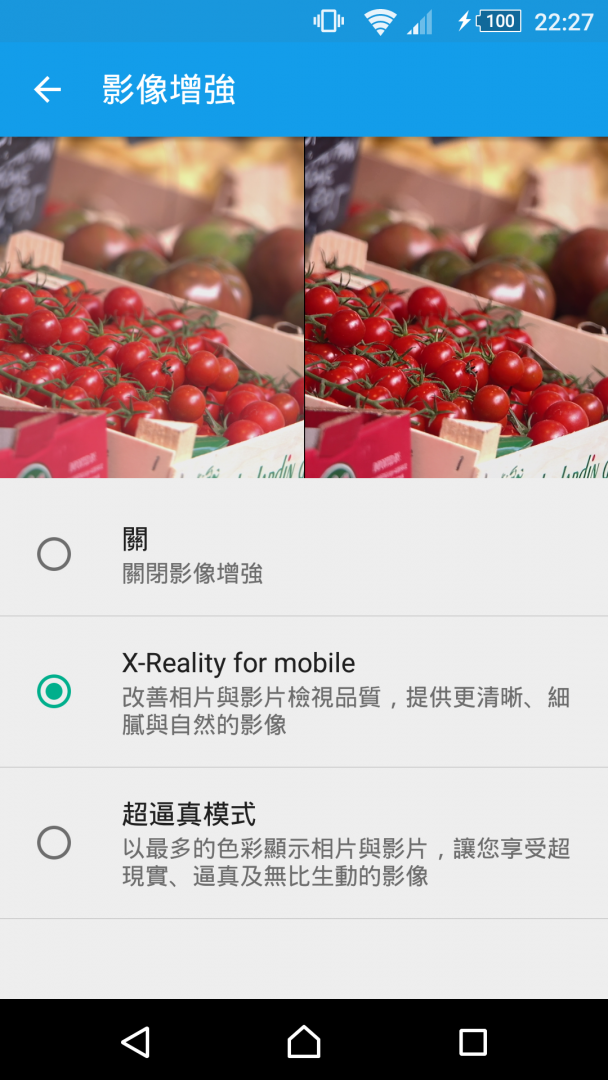 100 22:27
影像增強
關
關閉影像增強
X-Reality for mobile
改善相片與影片檢視品質，提供更清晰、細
膩與自然的影像
超逼真模式
以最多的色彩顯示相片與影片，讓您享受超
現實、逼真及無比生動的影像